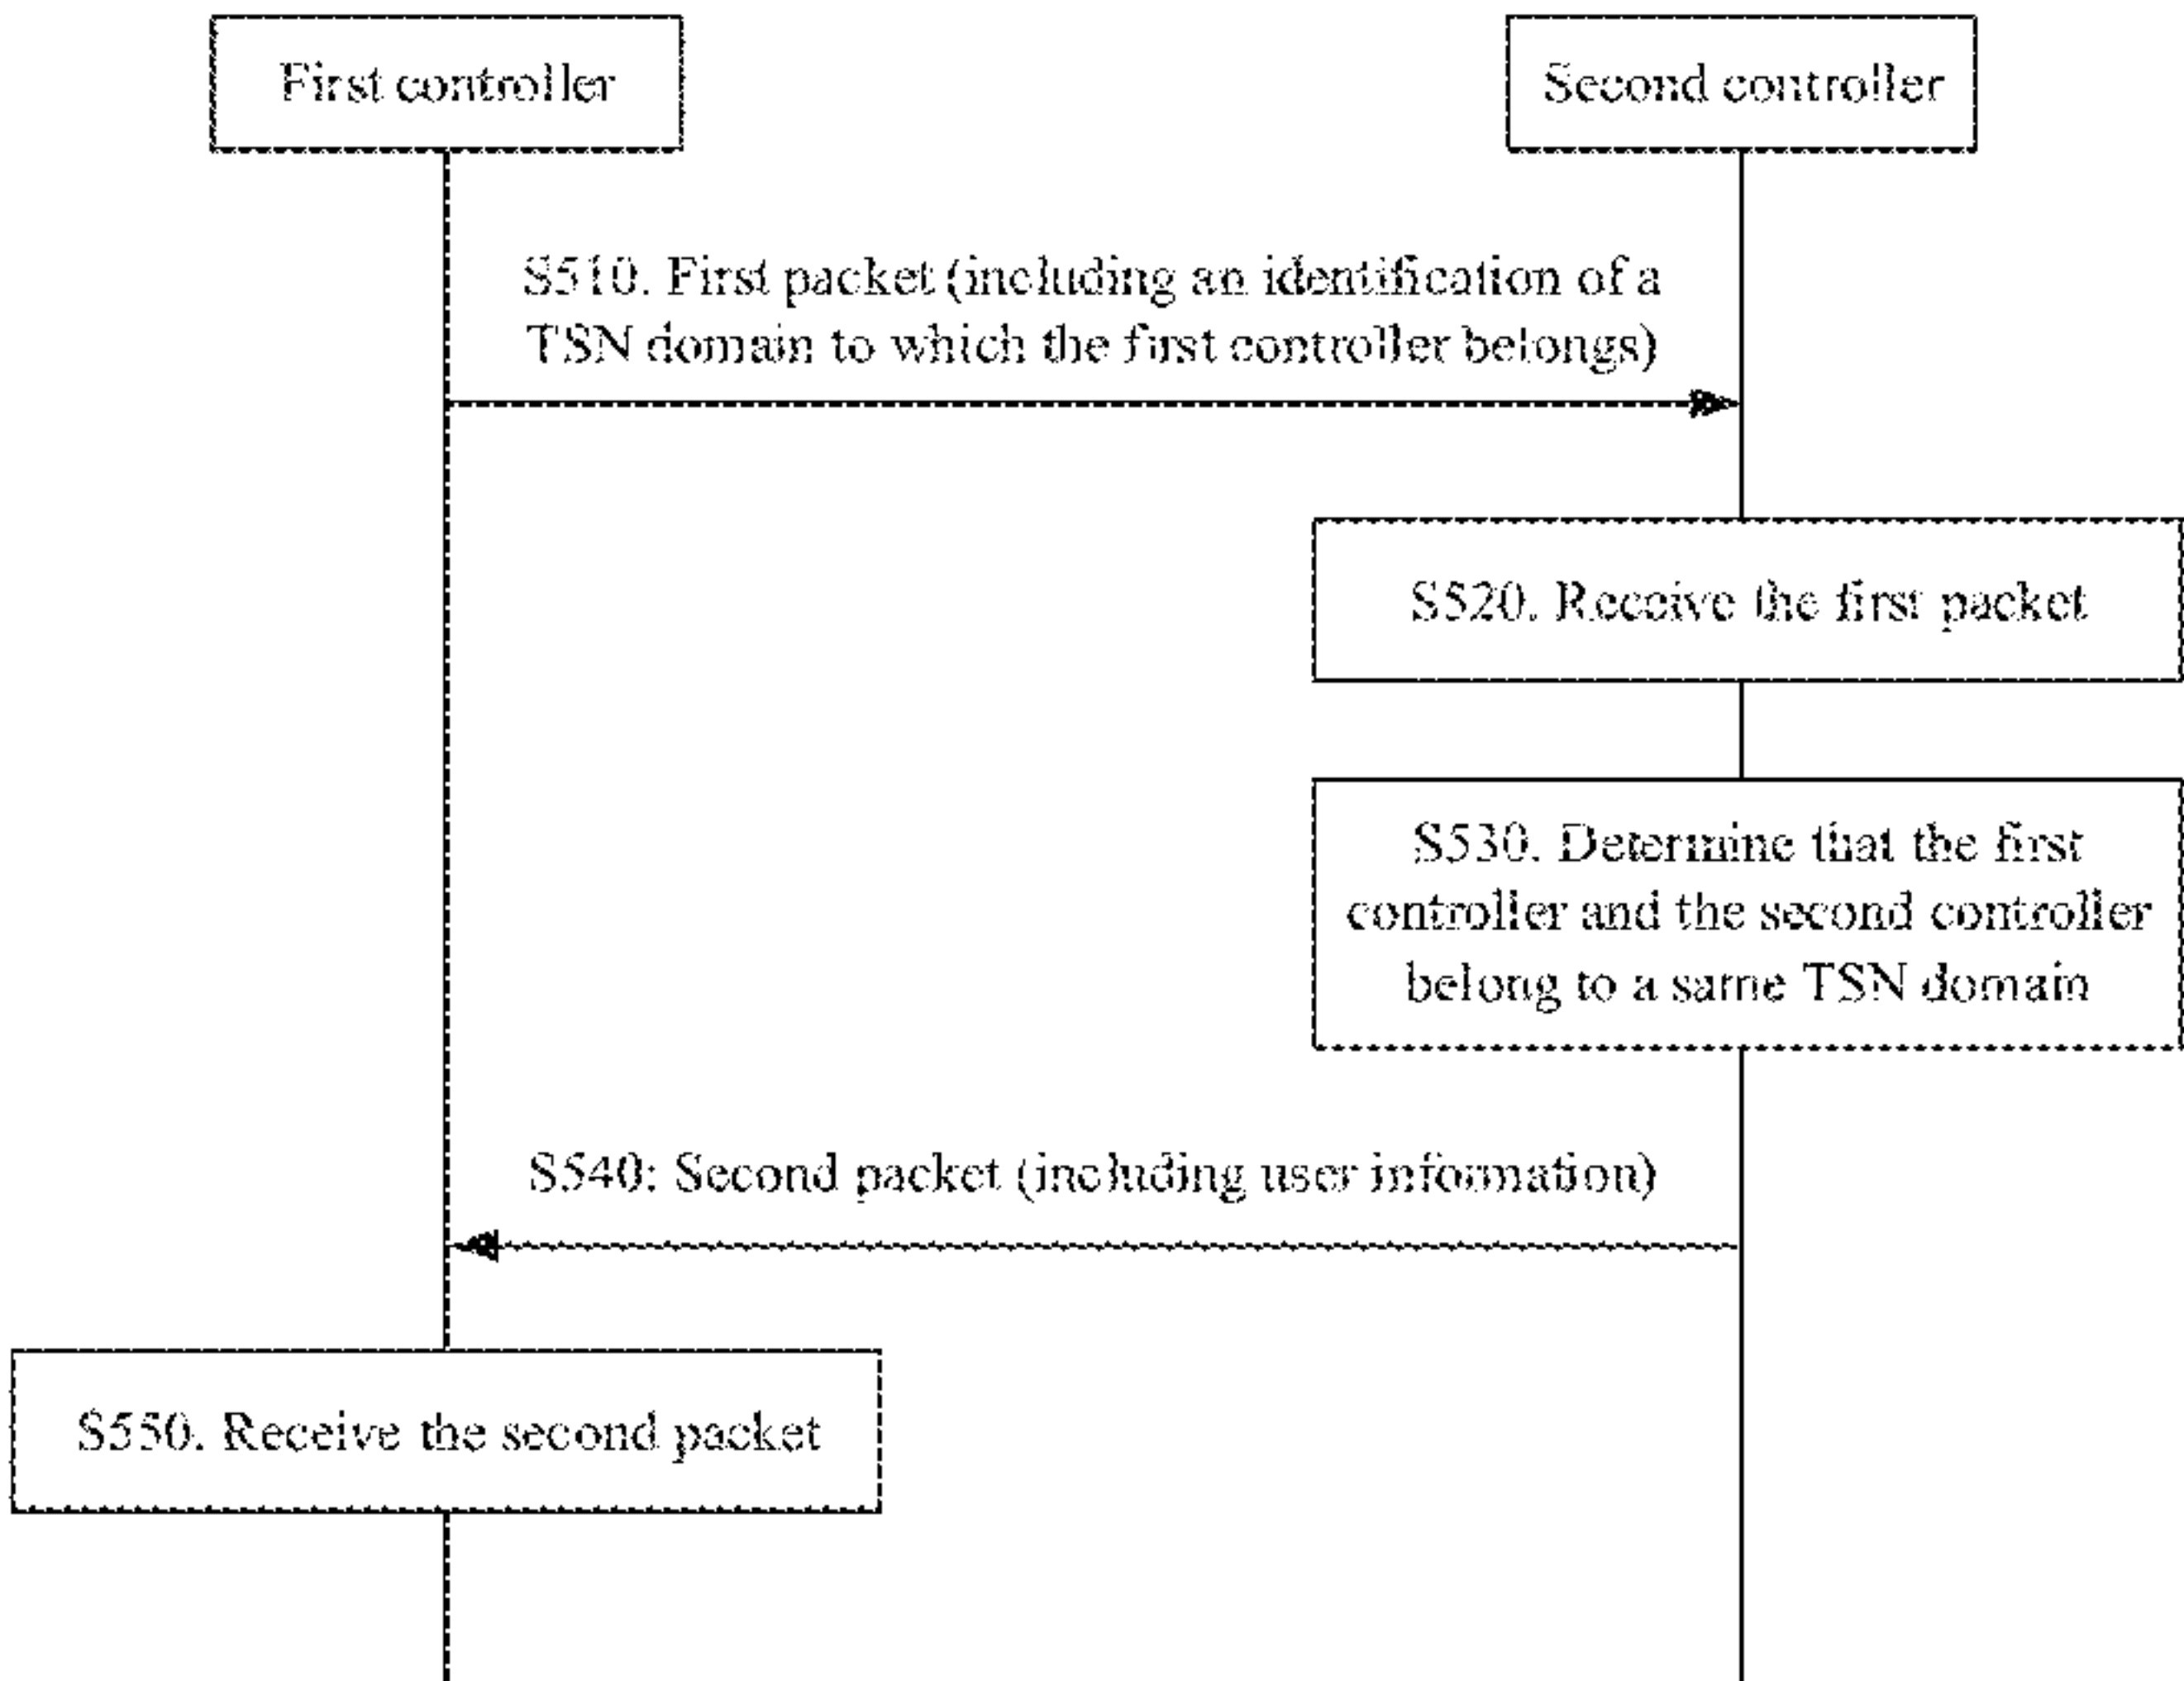 First controller
Second controller
S510. First packet (including an identification of a
TSN domain to which the first controller belongs)
S520. Receive the first packet
S530. Determine that the first
controller and the second controller
belong to a same TSN domain
S540: Second packet (including user information)
S550. Receive the second packet